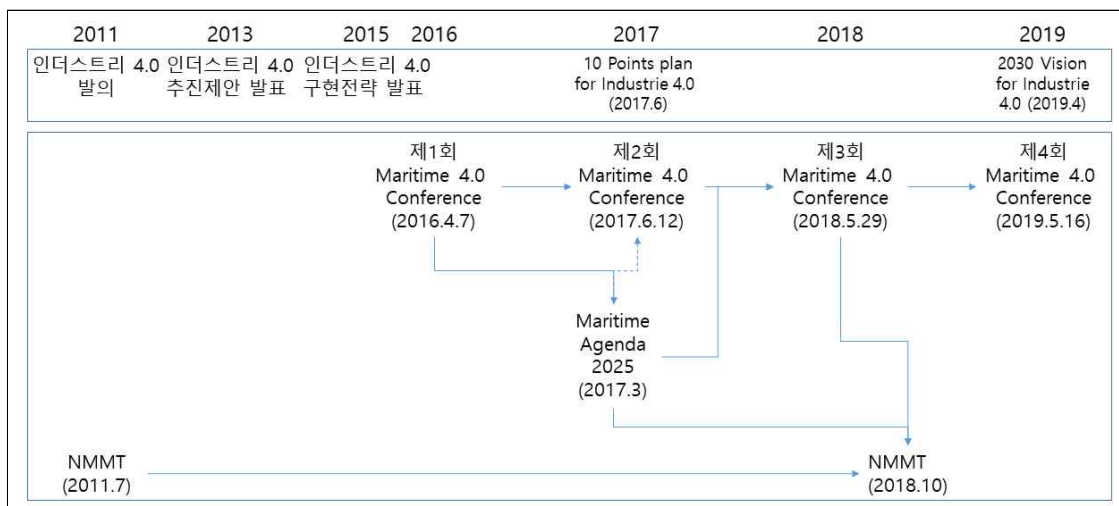 2011
2013
2015
2016
2017
2018
2019
인더스트리 4.0
발의
인더스트리 4.0
추진제안 발표
인더스트리 4.0
구현전략 발표
10 Points plan
for Industrie 4.0
(2017.6)
2030 Vision
for Industrie
4.0 (2019.4)
제1회
Maritime 4.0
Conference
(2016.4.7)
제2회
Maritime 4.0
Conference
(2017.6.12)
제3회
Maritime 4.0
Conference
(2018.5.29)
제4회
Maritime 4.0
Conference
(2019.5.16)
Maritime
Agenda
2025
(2017.3)
NMMT
(2011.7)
NMMT
(2018.10)